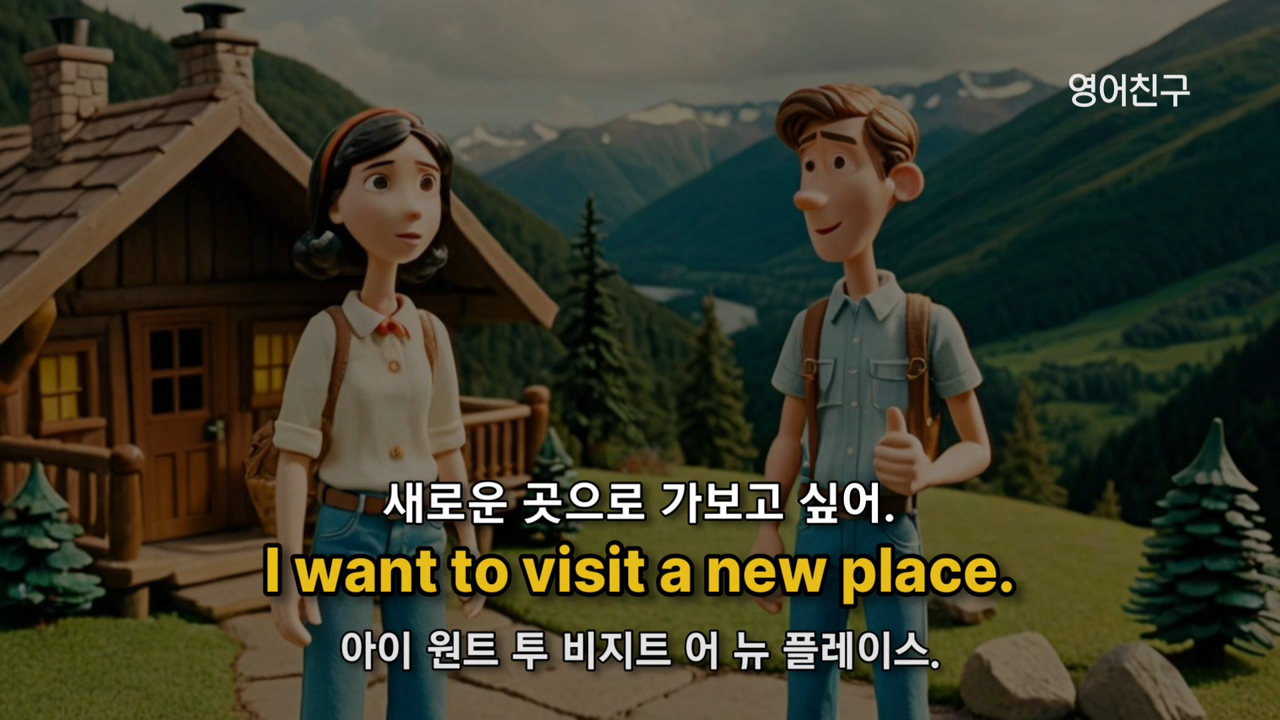 영어친구
새로운 곳으로 가보고 싶어.
I want to visit a new place.
아이 원트 투 비지트 어 뉴 플레이스.